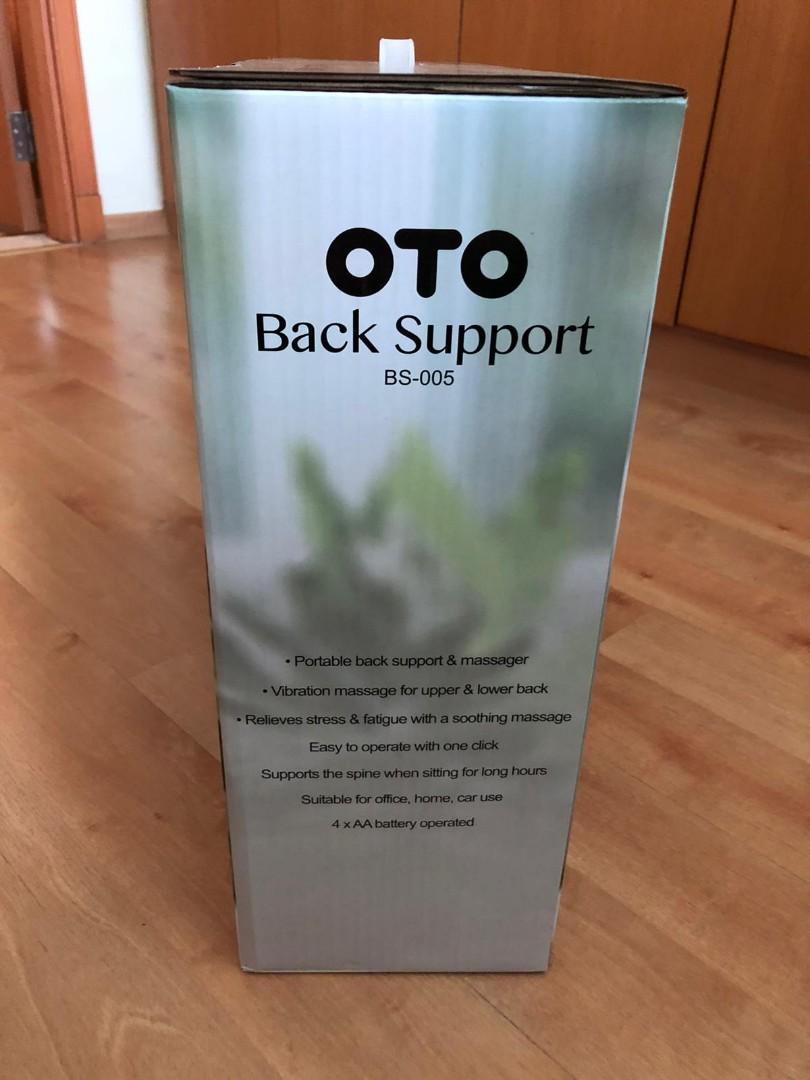 OTO
Back Support
BS-005
• Portable back support & massager
• Vibration massage for upper & lower back
• Relieves stress & fatigue with a soothing massage
Easy to operate with one click
Supports the spine when sitting for long hours
Suitable for office, home, car use
4 x AA battery operated